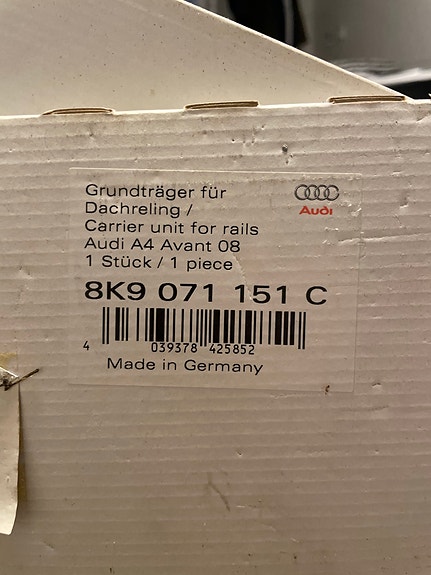 Grundträger für
Dachreling /
Carrier unit for rails
Audi A4 Avant 08
1 Stück / 1 piece
Audi
8K9 071 151 C
4 039378 425852
Made in Germany